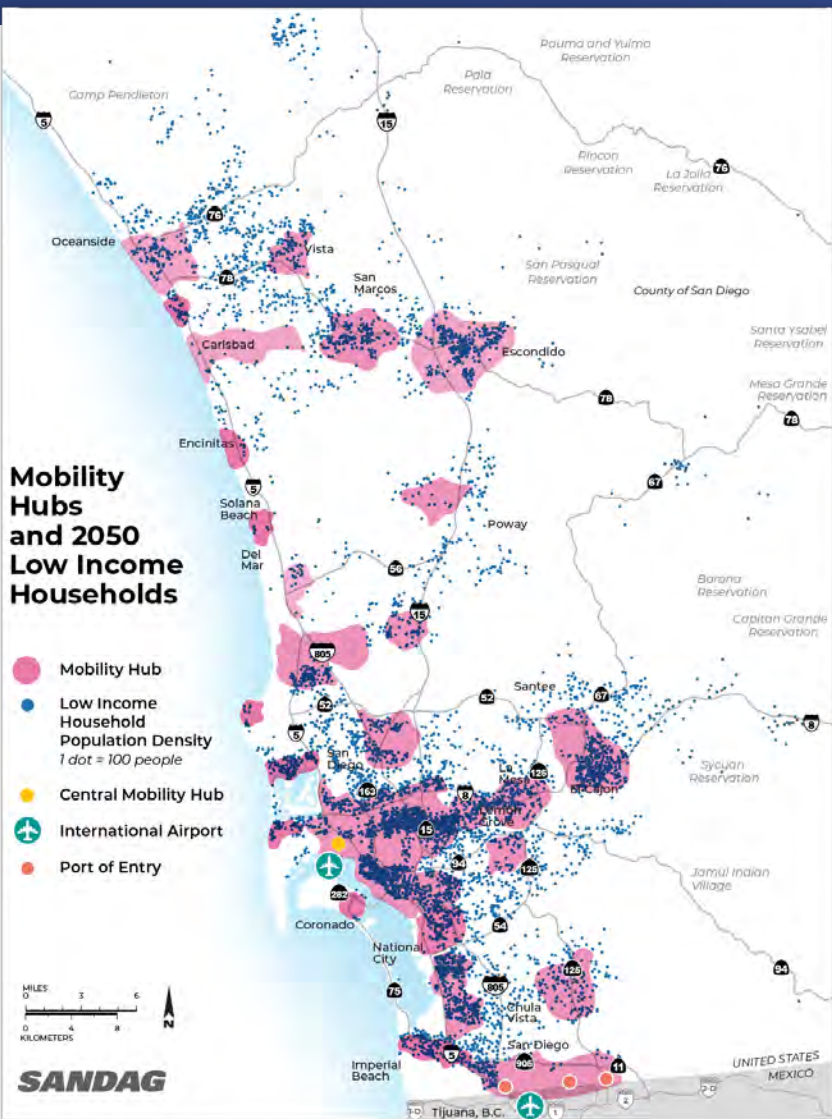 Pauma and Yuima
Reservation
Pala
Reservation
Camp Pendleton
5
15
Rincon
Reservation
76
La Jolla
Reservation
76
Oceanside
Vista
San Pasqual
Reservation
78
San
Marcos
County of San Diego
Santa Ysabel
Reservation
Carlsbad
Escondido
Mesa Grande
Reservation
78
78
Encinitas
Mobility
Hubs
and 2050
Low Income
Households
67
5
Solana
Beach
Poway
Del
Mar
56
Barona
Reservation
15
Capitan Grande
Reservation
805
Mobility Hub
Santee
52
67
Low Income
Household
Population Density
1 dot = 100 people
52
8
5
San
Diego
La
Mesa
125
Sycuan
Reservation
163
8
El Cajon
Central Mobility Hub
Lemon
Grove
15
International Airport
94
125
Port of Entry
Jamul Indian
Village
282
Coronado
54
National
City
94
125
MILES
0 3 6
75
805
0 4 8
KILOMETERS
N
Chula
Vista
San Diego
5
905
11
Imperial
Beach
UNITED STATES
MEXICO
SANDAG
Tijuana, B.C.
1-D
1
2
2-D